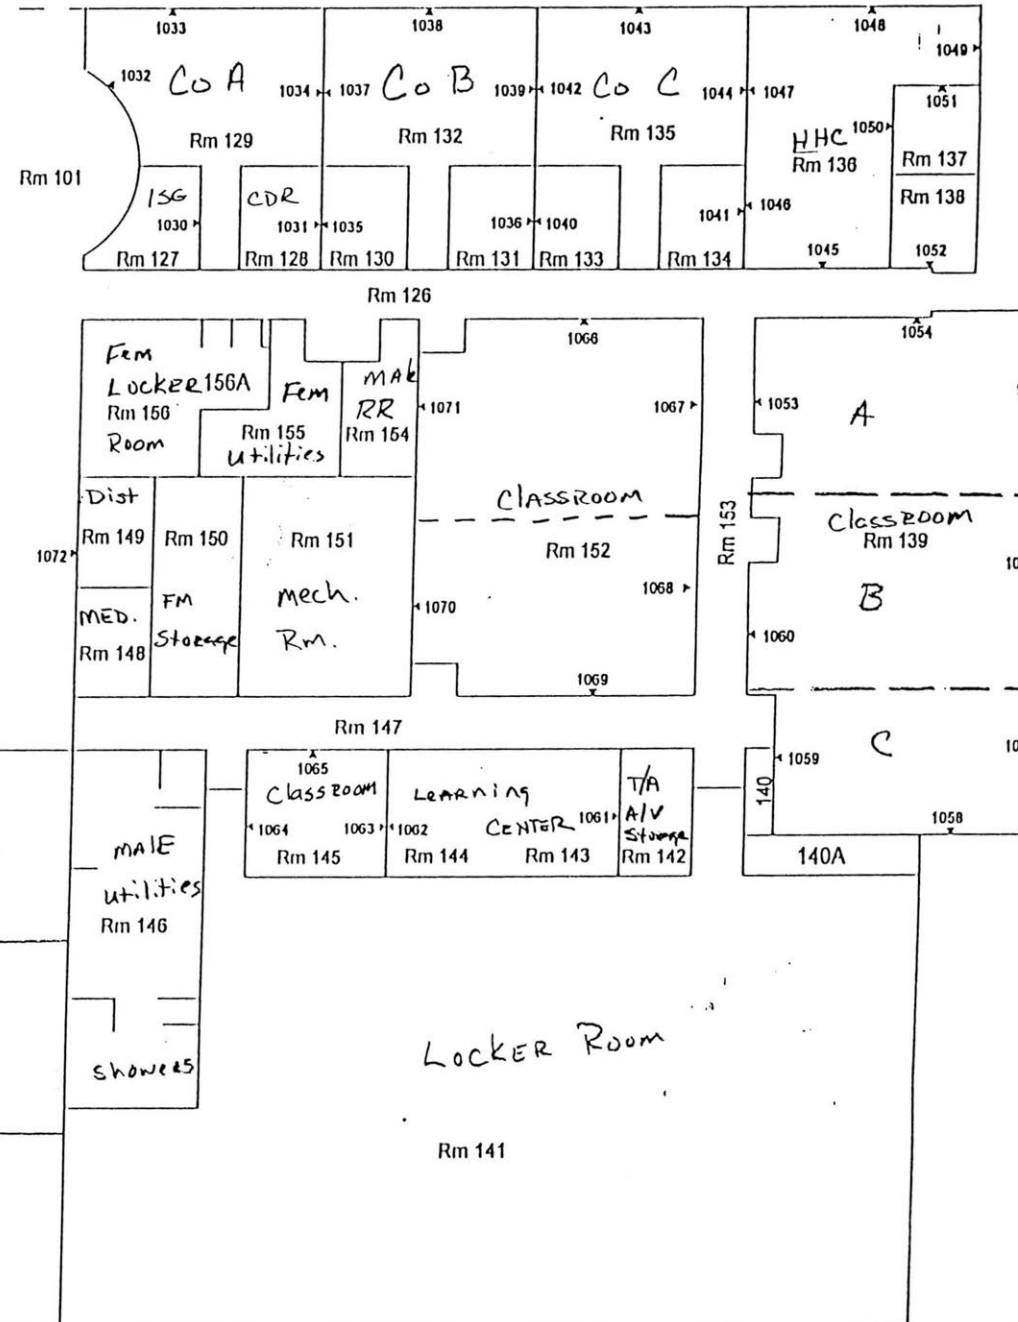 1033
1038
1043
1048
1049
1032
Co A
1034
1037
Co B
1039
1042
Co C
1044
1047
1051
Rm 129
Rm 132
Rm 135
HHC
1050
Rm 136
Rm 137
Rm 101
ISG
CDR
1046
Rm 138
1030
1031
1035
1036
1040
1041
1045
1052
Rm 127
Rm 128
Rm 130
Rm 131
Rm 133
Rm 134
Rm 126
1066
1054
Fem
LOCKER 156A
Rm 156
Room
Fem
Rm 155
Utilities
MAlE
RR
Rm 154
1071
1067
1053
A
Dist
Rm 149
Rm 150
Rm 151
ClASSROOM
Rm 152
Rm 153
ClassROOm
Rm 139
1072
MED.
Rm 148
FM
Storage
Mech.
Rm.
1070
1068
B
10
1060
1069
Rm 147
C
1059
10
1065
ClassROOM
1064
1063
Rm 145
LEARNing
CENTER
1062
1061
Rm 144
Rm 143
T/A
A/V
Storage
Rm 142
140
1058
140A
MAlE
Utilities
Rm 146
Showers
LOCKER ROOM
Rm 141